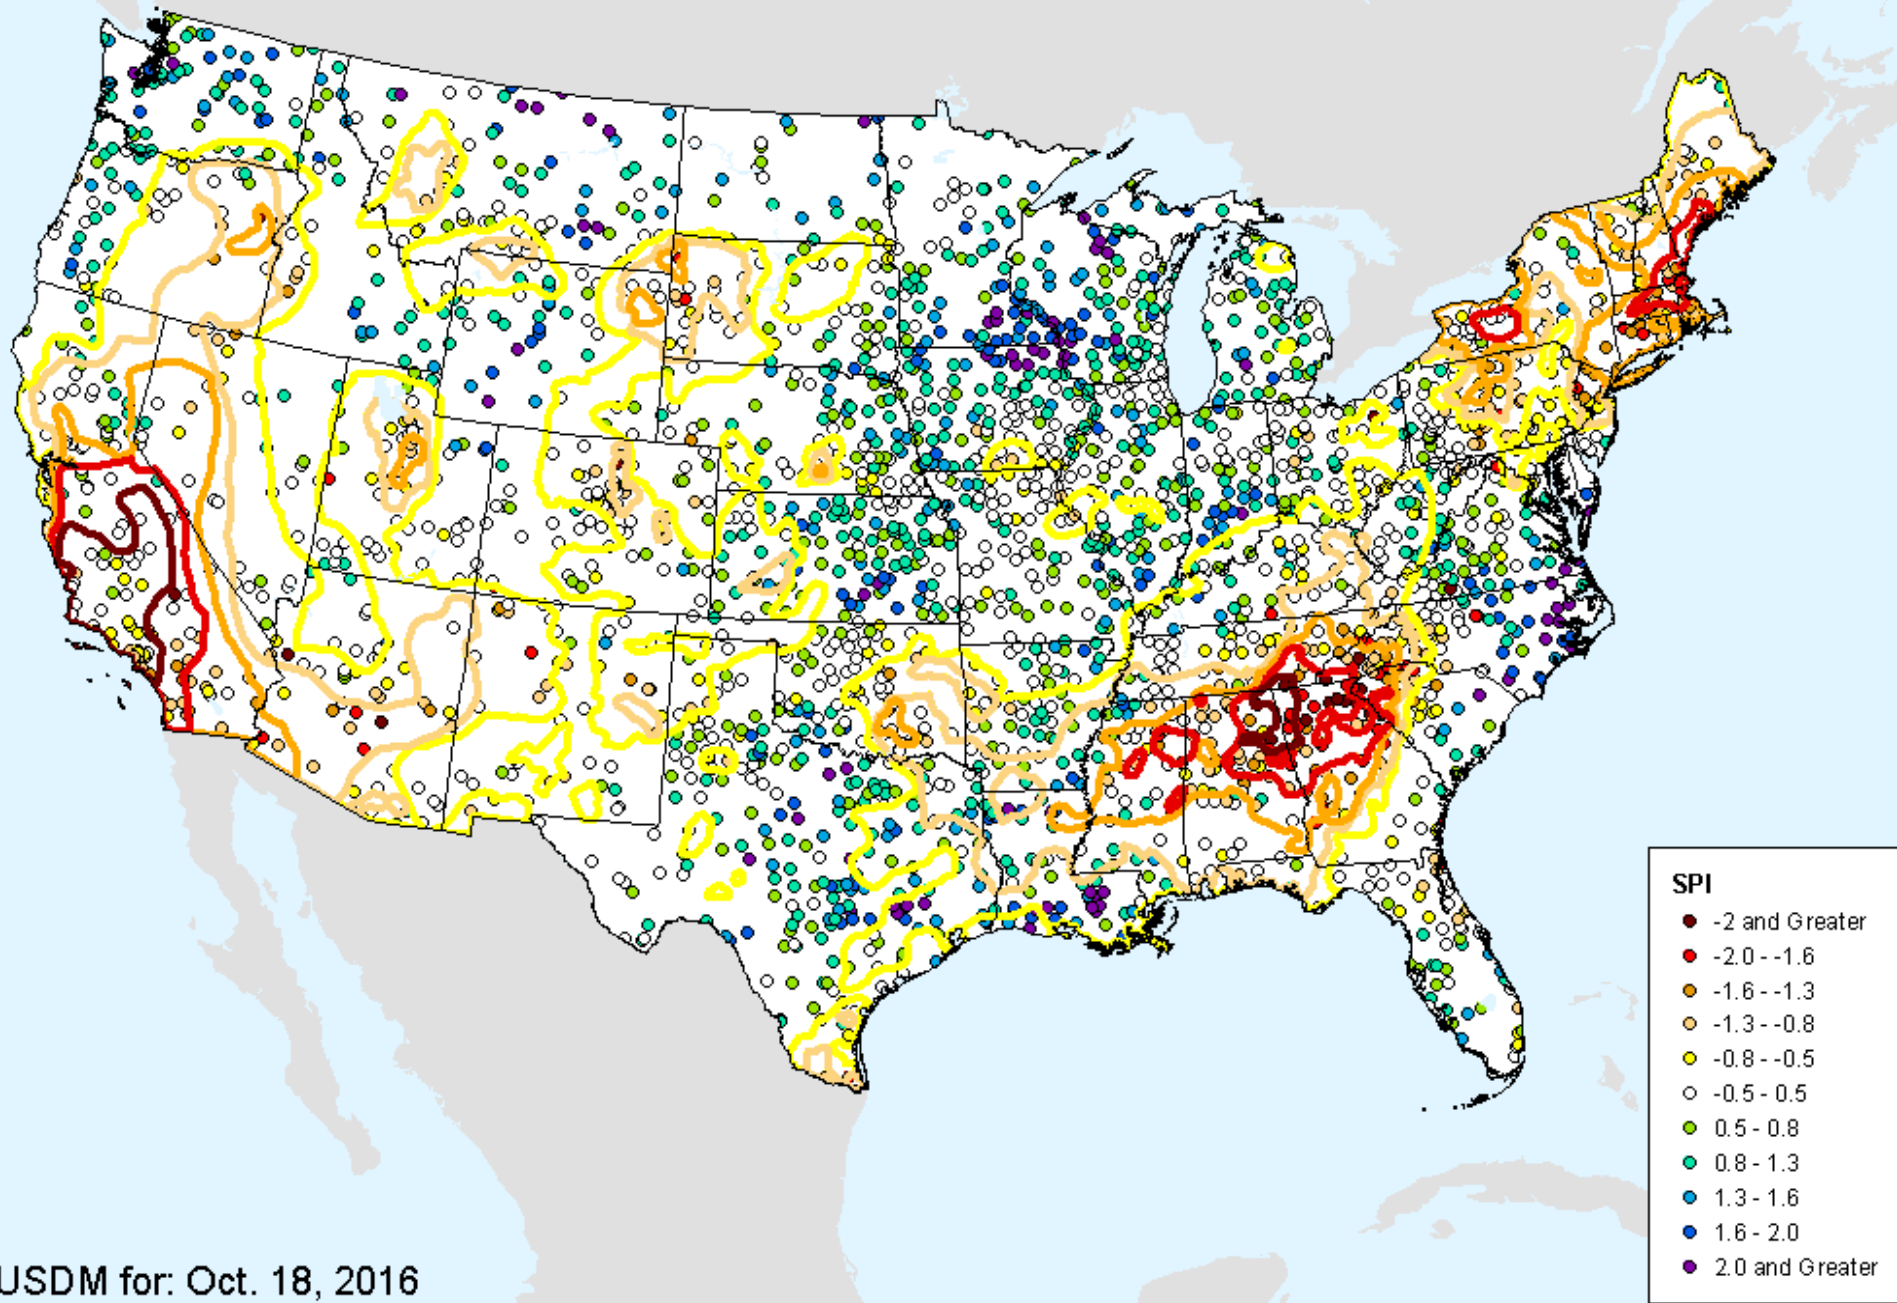 SPI
-2 and Greater
-2.0 - -1.6
-1.6 - -1.3
-1.3 - -0.8
-0.8 - -0.5
-0.5 - 0.5
0.5 - 0.8
0.8 - 1.3
1.3 - 1.6
1.6 - 2.0
2.0 and Greater
USDM for: Oct. 18, 2016